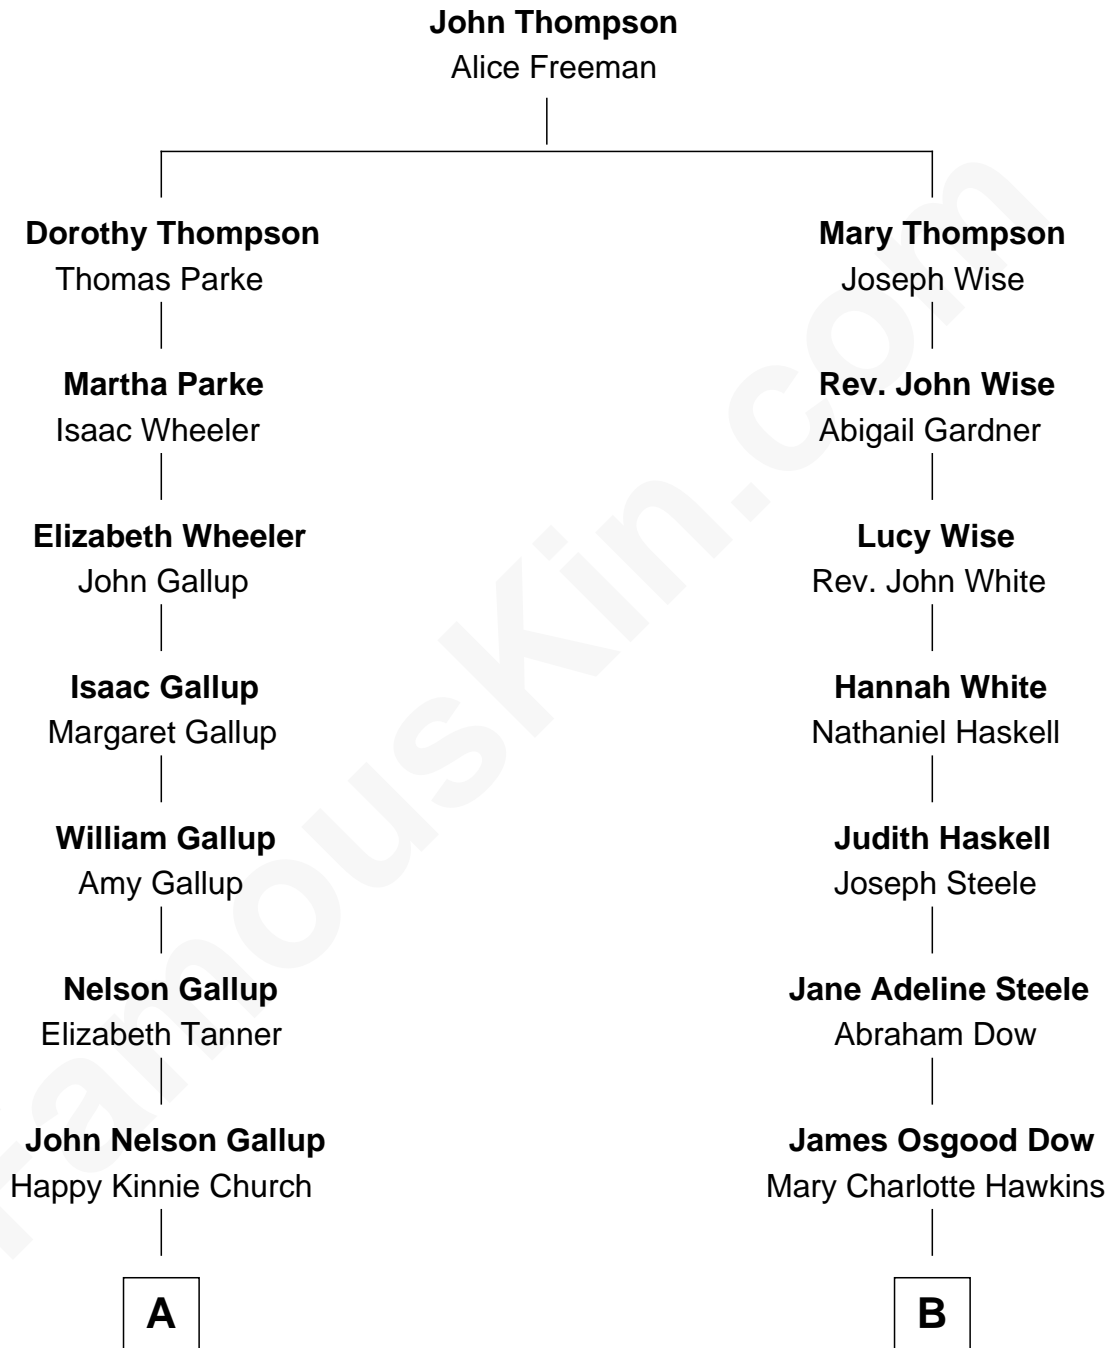 John Thompson
Alice Freeman
Dorothy Thompson
Thomas Parke
Martha Parke
Isaac Wheeler
Elizabeth Wheeler
John Gallup
Isaac Gallup
Margaret Gallup
William Gallup
Amy Gallup
Nelson Gallup
Elizabeth Tanner
John Nelson Gallup
Happy Kinnie Church
A
Mary Thompson
Joseph Wise
Rev. John Wise
Abigail Gardner
Lucy Wise
Rev. John White
Hannah White
Nathaniel Haskell
Judith Haskell
Joseph Steele
Jane Adeline Steele
Abraham Dow
James Osgood Dow
Mary Charlotte Hawkins
B
FamousKin.com